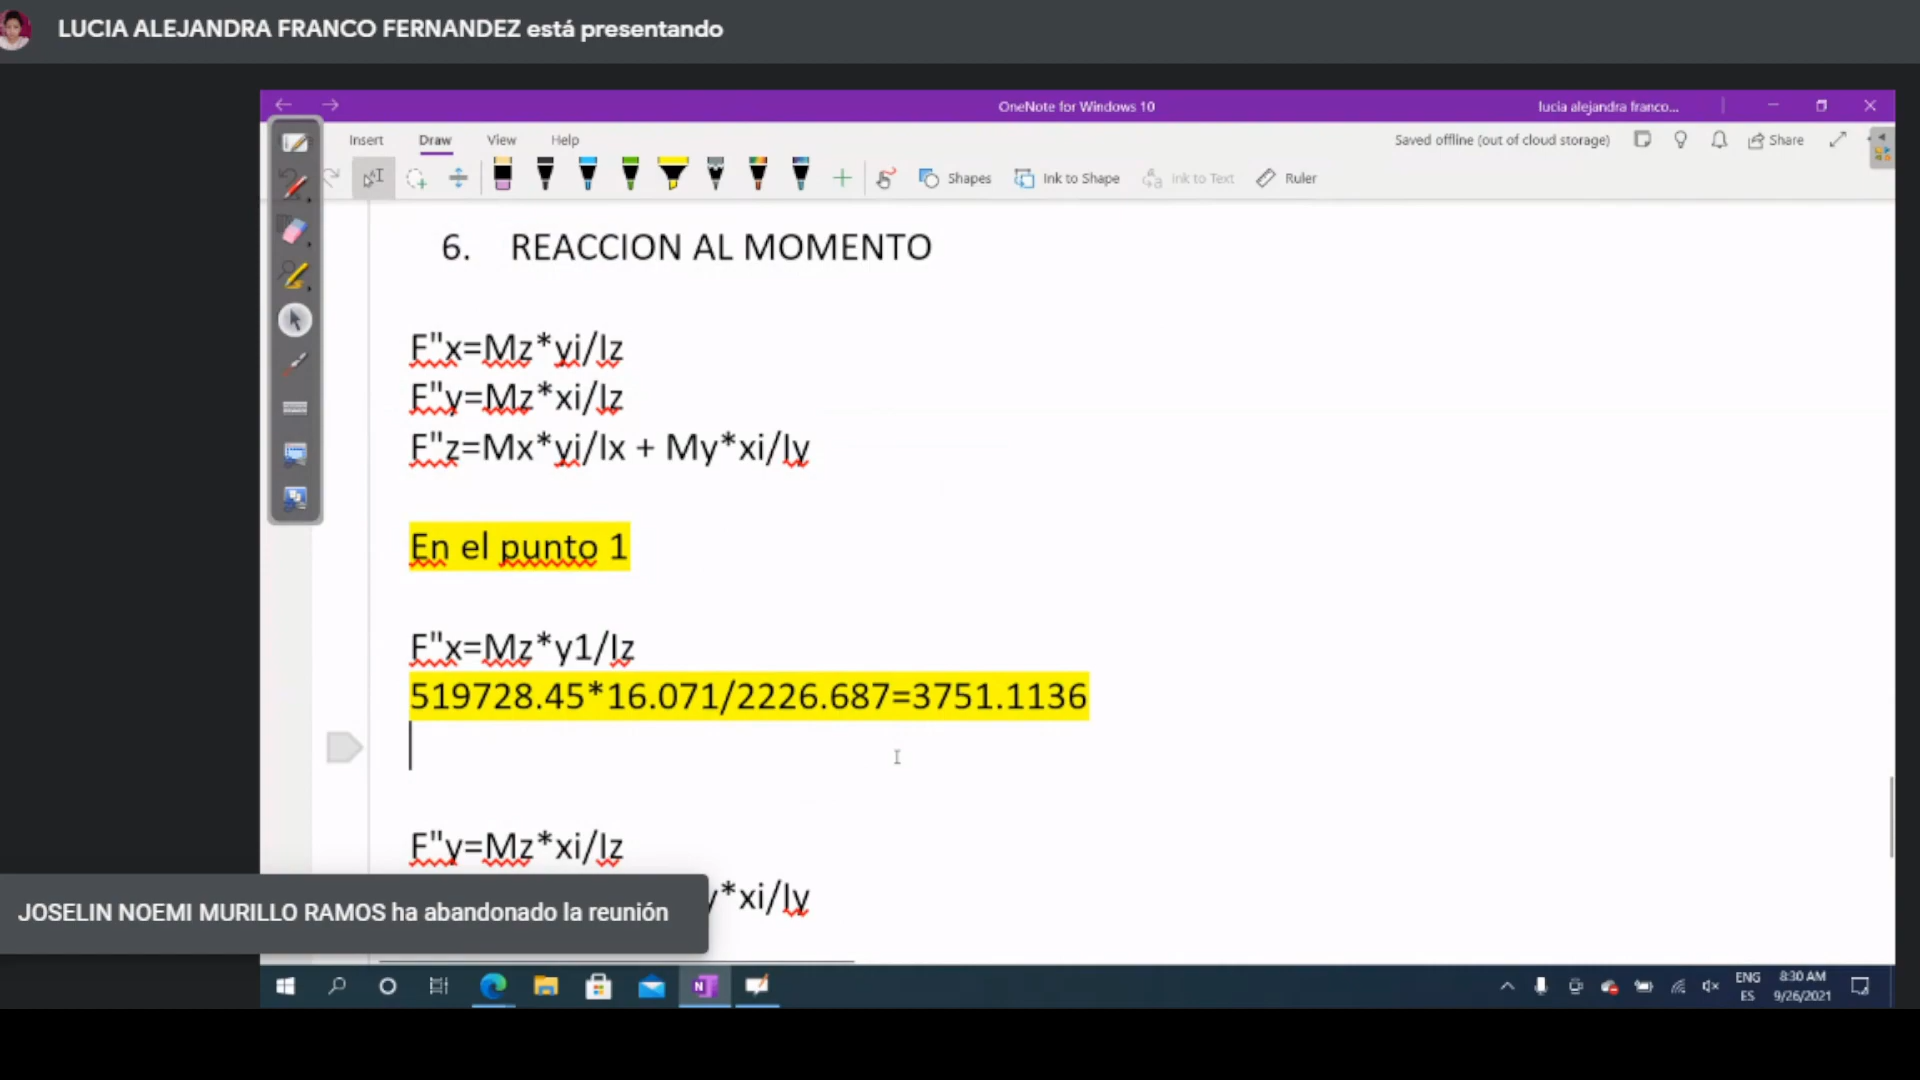 LUCIA ALEJANDRA FRANCO FERNANDEZ está presentando
OneNote for Windows 10
lucia alejandra franco...
Insert
Draw
View
Help
Saved offline (out of cloud storage)
Share
Shapes
Ink to Shape
Ink to Text
Ruler
6. REACCION AL MOMENTO
F"x=Mz*yi/Iz
F"y=Mz*xi/Iz
F"z=Mx*yi/Ix + My*xi/Iy
En el punto 1
F"x=Mz*y1/Iz
519728.45*16.071/2226.687=3751.1136
F"y=Mz*xi/Iz
y*xi/Iy
JOSELIN NOEMI MURILLO RAMOS ha abandonado la reunión
ENG
ES
8:30 AM
9/26/2021